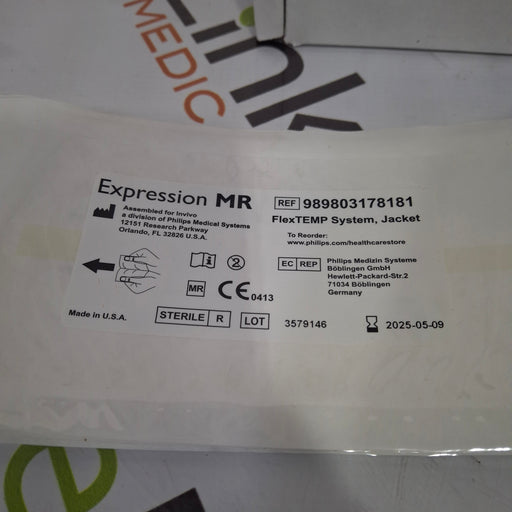 ink
MEDIC
Expression MR
Assembled for Invivo
a division of Philips Medical Systems
12151 Research Parkway
Orlando, FL 32826 U.S.A.
REF 989803178181
FlexTEMP System, Jacket
To Reorder:
www.philips.com/healthcarestore
EC REP
Philips Medizin Systeme
Böblingen GmbH
Hewlett-Packard-Str.2
71034 Böblingen
Germany
2
MR
CE 0413
Made in U.S.A.
STERILE R
LOT 3579146
2025-05-09